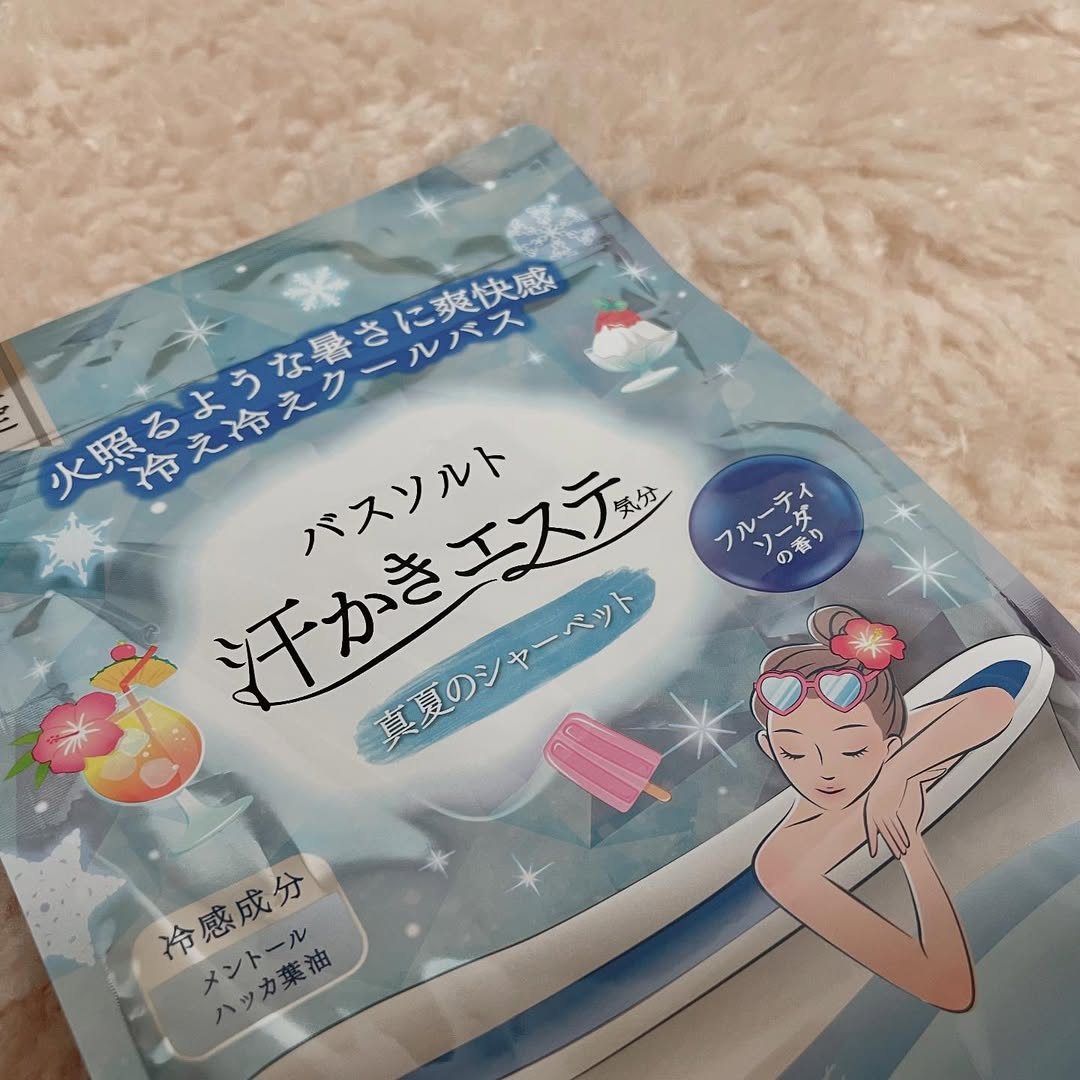 火照るような暑さに爽快感
冷え冷えクールバス
バスソルト
汗かきエステ気分
真夏のシャーベット
フルーティ
ソーダ
の香り
冷感成分
メントール
ハッカ葉油